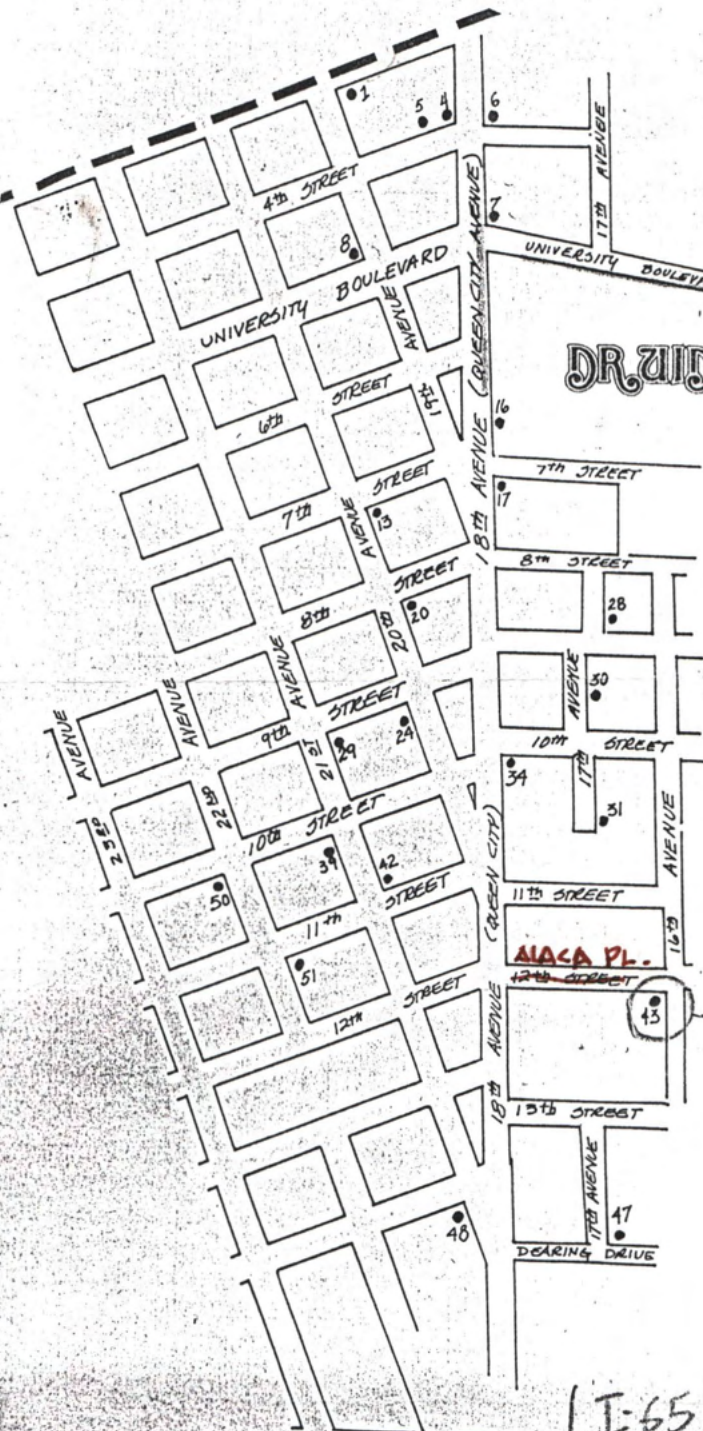 1
5 4
6
17th AVENUE
4th STREET
7
8
UNIVERSITY BOULEVARD
UNIVERSITY
18th AVENUE (QUEEN CITY AVENUE)
AVENUE
19th
DRUID
6th STREET
16
7th STREET
17
7th STREET
13
AVENUE
20th
8th STREET
8th STREET
20
28
AVENUE
17th
30
9th STREET
AVENUE
21ST
29
24
10th STREET
34
31
AVENUE
22ND
AVENUE
23RD
10th STREET
39
42
50
(QUEEN CITY)
11th STREET
16th AVENUE
11th STREET
51
ALACA PL.
12th STREET
43
12th STREET
18th AVENUE
13th STREET
17TH AVENUE
47
48
DEARING DRIVE
I-65